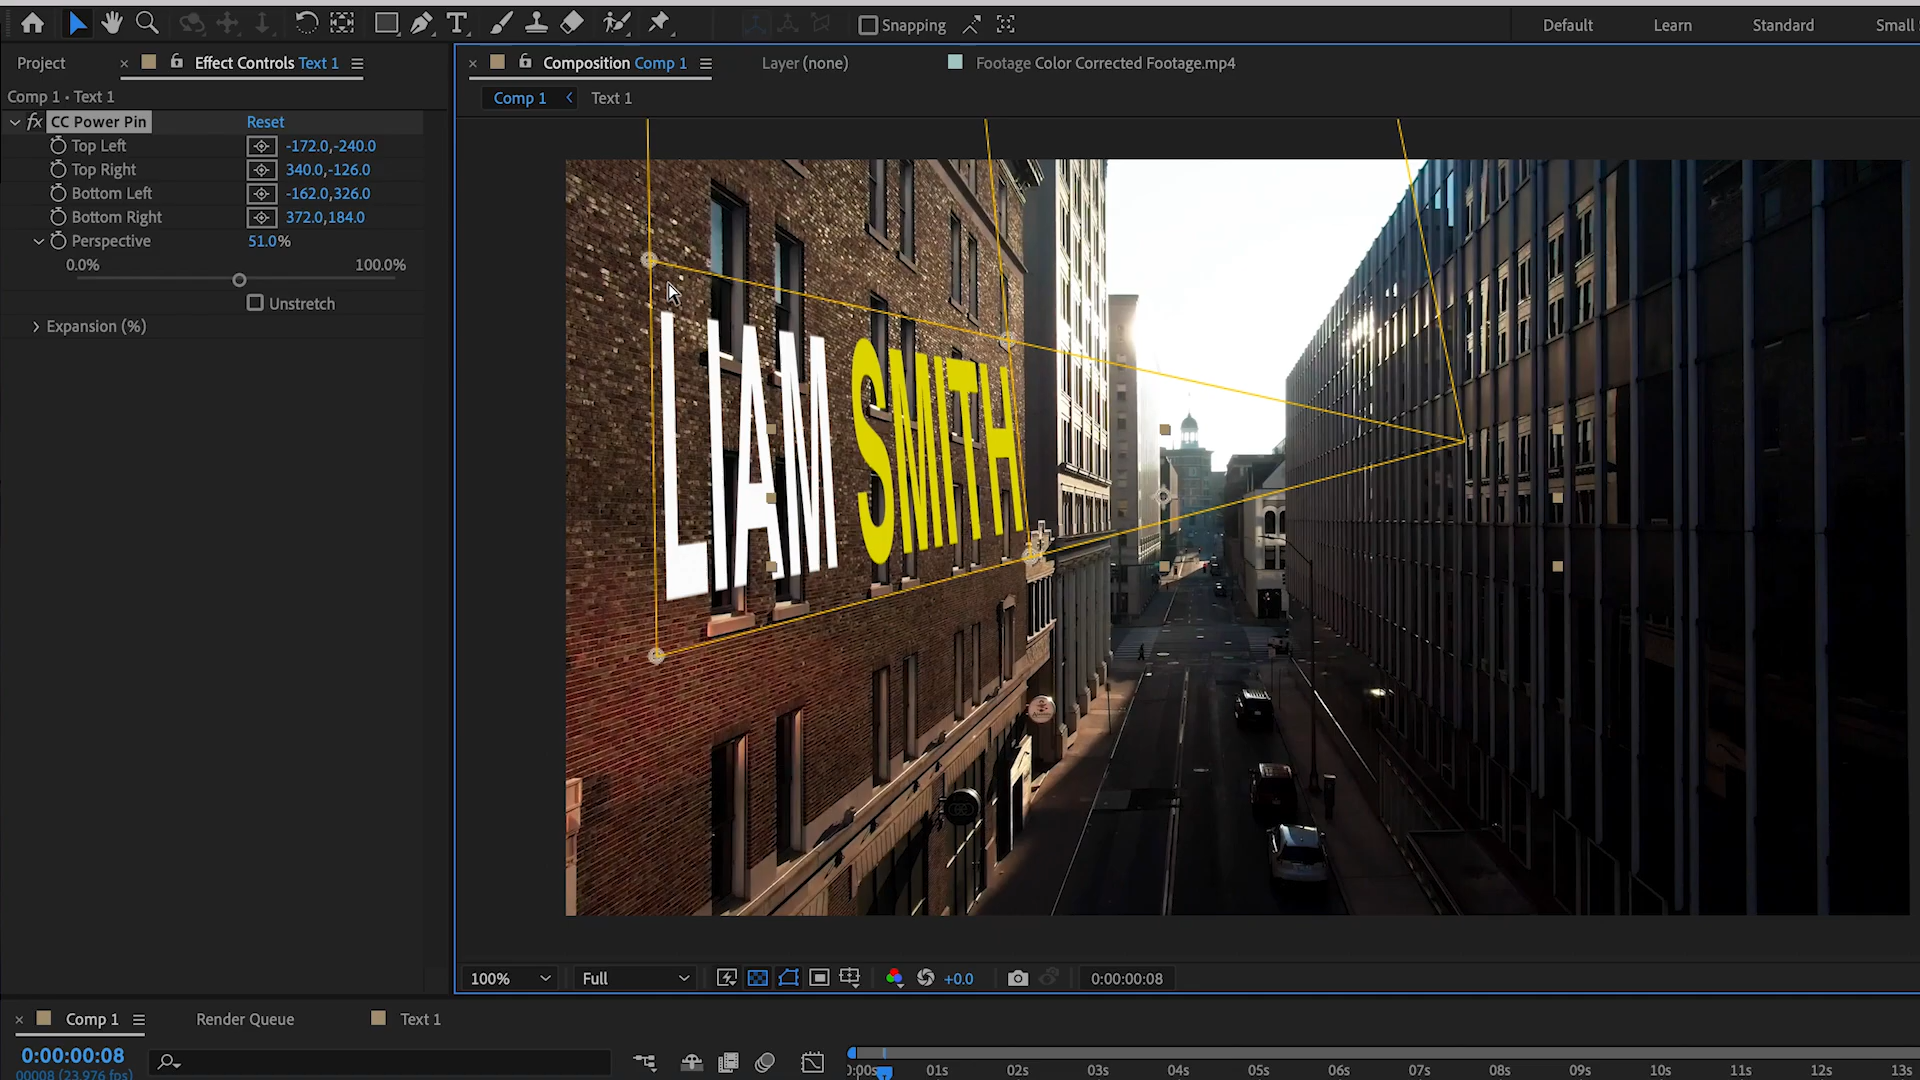 Snapping
Default
Learn
Standard
Small
Project
Effect Controls Text 1
Composition Comp 1
Layer (none)
Footage Color Corrected Footage.mp4
Comp 1 • Text 1
Comp 1
Text 1
fx CC Power Pin Reset
Top Left -172.0,-240.0
Top Right 340.0,-126.0
Bottom Left -162.0,326.0
Bottom Right 372.0,184.0
Perspective 51.0%
0.0% 100.0%
Unstretch
Expansion (%)
LIAM SMITH
100%
Full
+0.0
0:00:00:08
Comp 1
Render Queue
Text 1
0:00:00:08
00008 (23.976 fps)
0:00s 01s 02s 03s 04s 05s 06s 07s 08s 09s 10s 11s 12s 13s